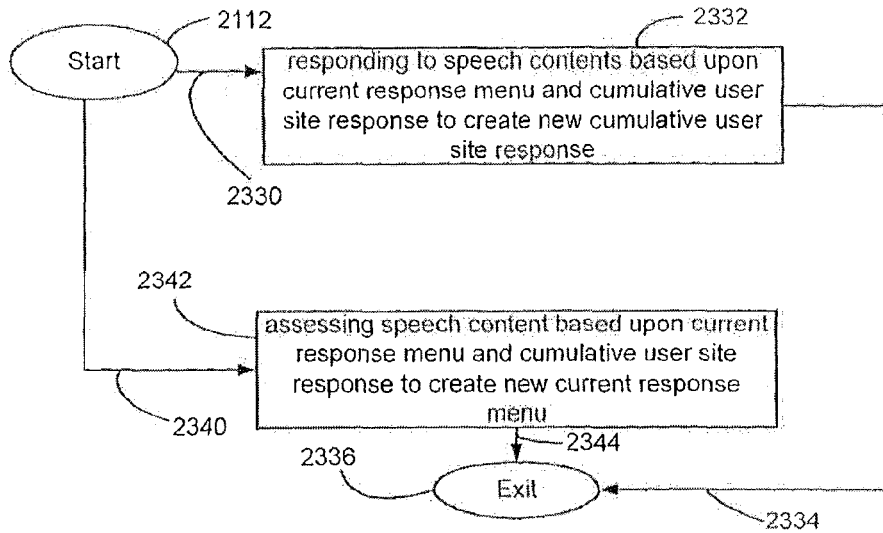 2112
2332
Start
responding to speech contents based upon
current response menu and cumulative user
site response to create new cumulative user
site response
2330
2342
assessing speech content based upon current
response menu and cumulative user site
response to create new current response
menu
2340
2344
2336
Exit
2334